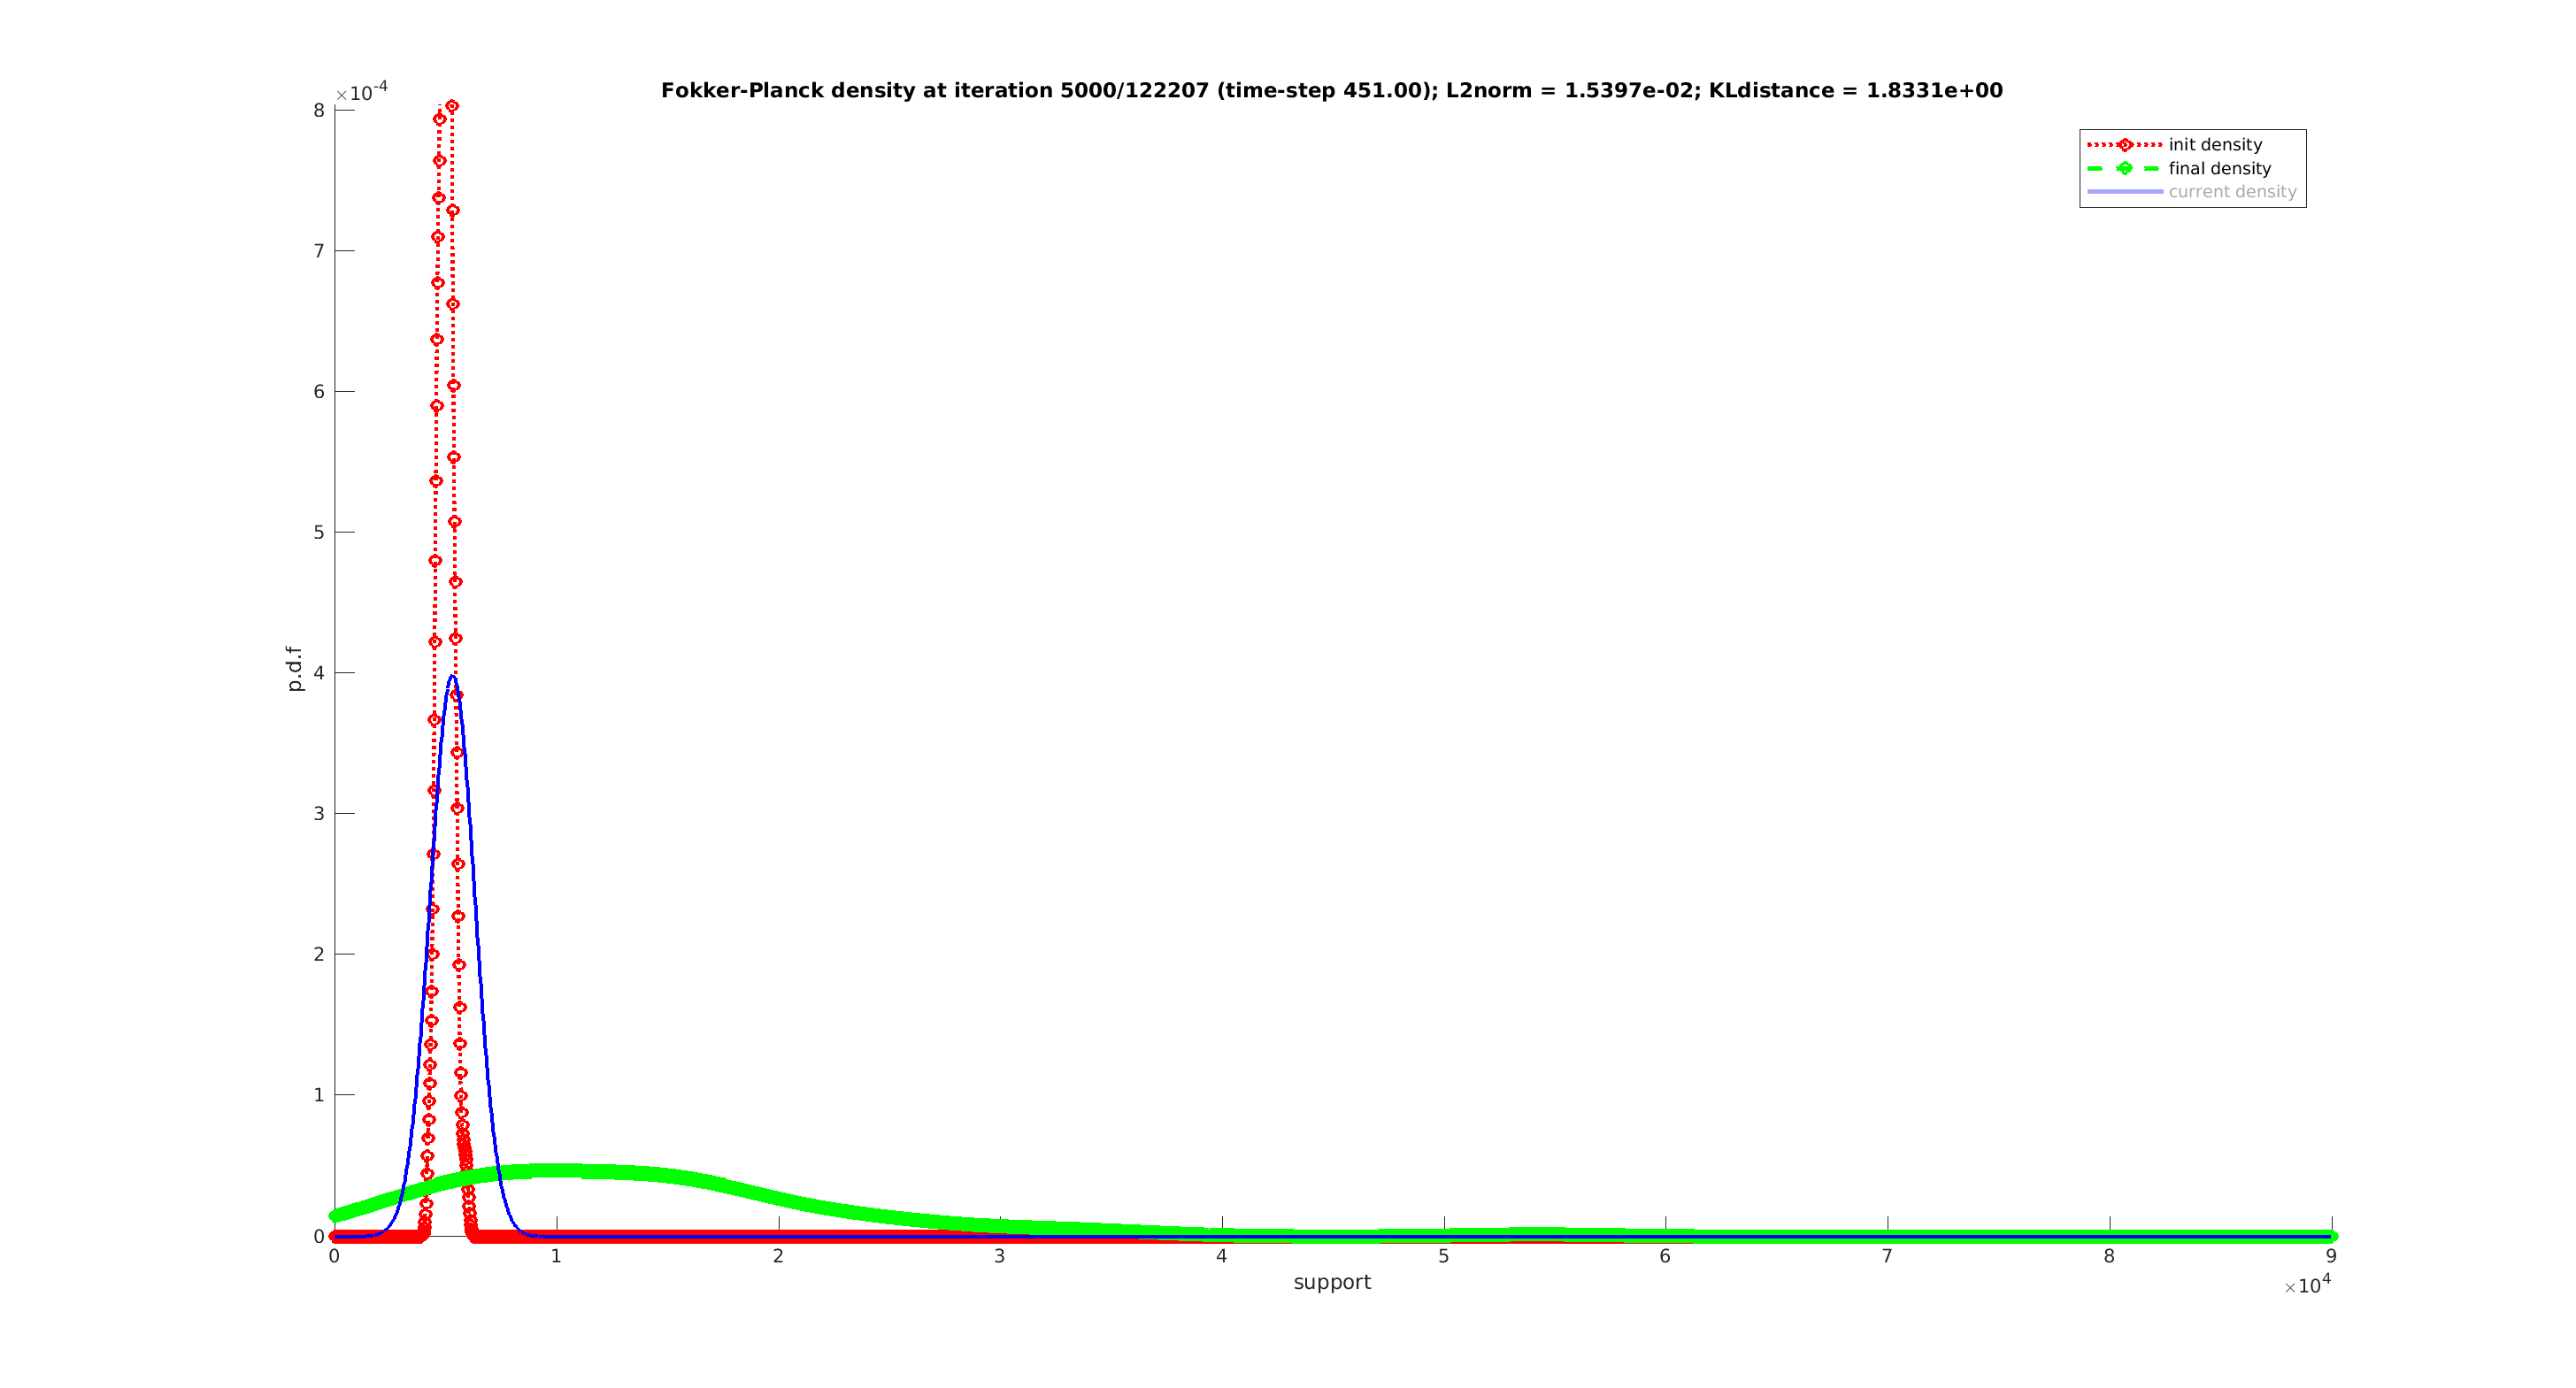 Fokker-Planck density at iteration 5000/122207 (time-step 451.00); L2norm = 1.5397e-02; KLdistance = 1.8331e+00
×10-4
init density
final density
current density
8
7
6
5
4
3
2
1
0
p.d.f
0 1 2 3 4 5 6 7 8 9
support
×104